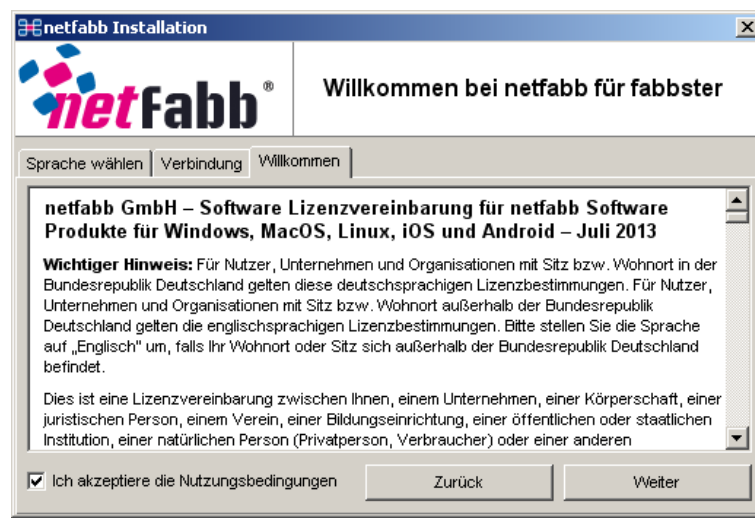 netfabb Installation
netfabb®
Willkommen bei netfabb für fabbster
Sprache wählen
Verbindung
Willkommen
netfabb GmbH – Software Lizenzvereinbarung für netfabb Software
Produkte für Windows, MacOS, Linux, iOS und Android – Juli 2013
Wichtiger Hinweis: Für Nutzer, Unternehmen und Organisationen mit Sitz bzw. Wohnort in der
Bundesrepublik Deutschland gelten diese deutschsprachigen Lizenzbestimmungen. Für Nutzer,
Unternehmen und Organisationen mit Sitz bzw. Wohnort außerhalb der Bundesrepublik
Deutschland gelten die englischsprachigen Lizenzbestimmungen. Bitte stellen Sie die Sprache
auf „Englisch" um, falls Ihr Wohnort oder Sitz sich außerhalb der Bundesrepublik Deutschland
befindet.
Dies ist eine Lizenzvereinbarung zwischen Ihnen, einem Unternehmen, einer Körperschaft, einer
juristischen Person, einem Verein, einer Bildungseinrichtung, einer öffentlichen oder staatlichen
Institution, einer natürlichen Person (Privatperson, Verbraucher) oder einer anderen
Ich akzeptiere die Nutzungsbedingungen
Zurück
Weiter